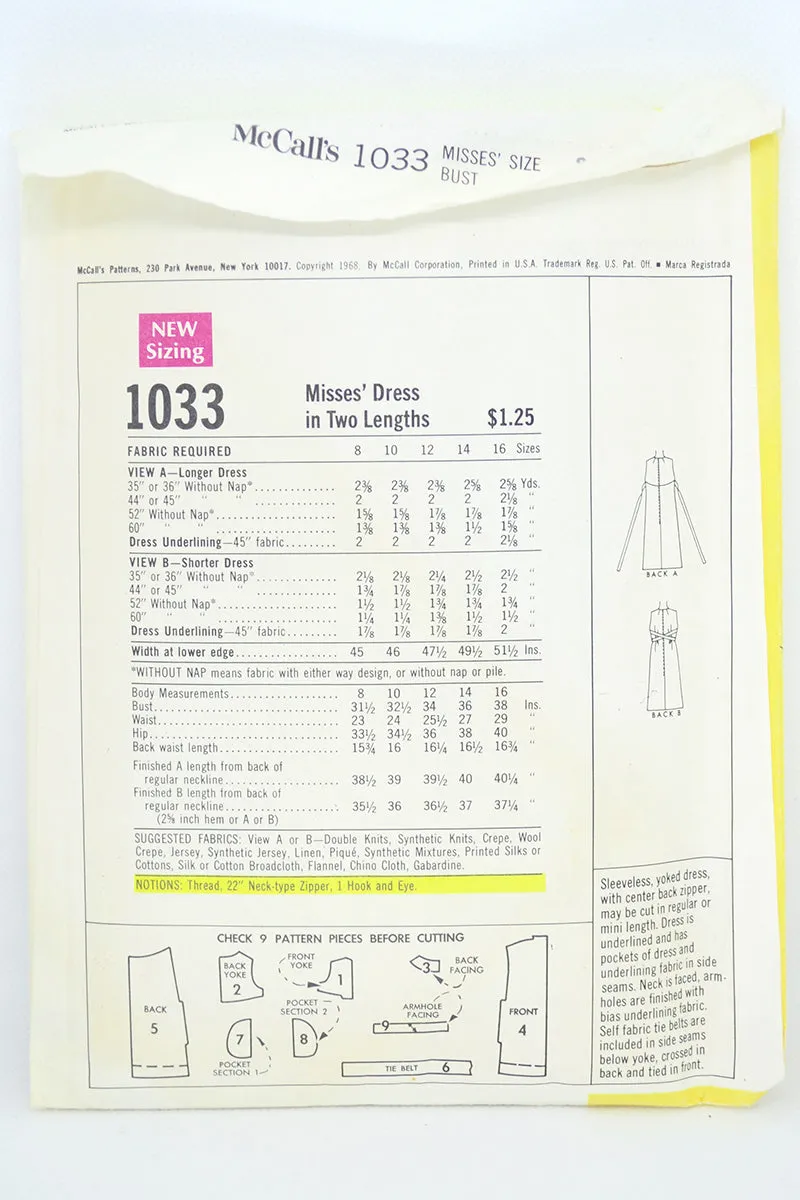 McCall's 1033 MISSES' SIZE
BUST
McCall's Patterns, 230 Park Avenue, New York 10017. Copyright 1968, By McCall Corporation, Printed in U.S.A. Trademark Reg. U.S. Pat. Off. ■ Marca Registrada
NEW
Sizing
1033 Misses' Dress
in Two Lengths $1.25
FABRIC REQUIRED 8 10 12 14 16 Sizes
VIEW A—Longer Dress
35" or 36" Without Nap*.............. 2⅜ 2⅜ 2⅜ 2⅝ 2⅝ Yds.
44" or 45" " " .............. 2 2 2 2 2⅛ "
52" Without Nap*.................... 1⅝ 1⅝ 1⅞ 1⅞ 1⅞ "
60" " " .................... 1⅜ 1⅜ 1⅜ 1½ 1⅝ "
Dress Underlining—45" fabric......... 2 2 2 2 2⅛ "
VIEW B—Shorter Dress
35" or 36" Without Nap*.............. 2⅛ 2⅛ 2¼ 2½ 2½ "
44" or 45" " " .............. 1¾ 1⅞ 1⅞ 1⅞ 2 "
52" Without Nap*.................... 1½ 1½ 1¾ 1¾ 1¾ "
60" " " .................... 1¼ 1¼ 1⅜ 1½ 1½ "
Dress Underlining—45" fabric......... 1⅞ 1⅞ 1⅞ 1⅞ 2 "
Width at lower edge.................. 45 46 47½ 49½ 51½ Ins.
*WITHOUT NAP means fabric with either way design, or without nap or pile.
Body Measurements................... 8 10 12 14 16
Bust................................ 31½ 32½ 34 36 38 Ins.
Waist............................... 23 24 25½ 27 29 "
Hip................................. 33½ 34½ 36 38 40 "
Back waist length.................... 15¾ 16 16¼ 16½ 16¾ "
Finished A length from back of
regular neckline................... 38½ 39 39½ 40 40¼ "
Finished B length from back of
regular neckline................... 35½ 36 36½ 37 37¼ "
(2⅝ inch hem or A or B)
SUGGESTED FABRICS: View A or B—Double Knits, Synthetic Knits, Crepe, Wool
Crepe, Jersey, Synthetic Jersey, Linen, Piqué, Synthetic Mixtures, Printed Silks or
Cottons, Silk or Cotton Broadcloth, Flannel, Chino Cloth, Gabardine.
NOTIONS: Thread, 22" Neck-type Zipper, 1 Hook and Eye.
BACK A
BACK B
Sleeveless, yoked dress,
with center back zipper,
may be cut in regular or
mini length. Dress is
underlined and has
pockets of dress and
underlining fabric in side
seams. Neck is faced, arm-
holes are finished with
bias underlining fabric.
Self fabric tie belts are
included in side seams
below yoke, crossed in
back and tied in front.
CHECK 9 PATTERN PIECES BEFORE CUTTING
BACK
5
BACK
YOKE
2
FRONT
YOKE
1
3
BACK
FACING
POCKET
SECTION 2
8
7
POCKET
SECTION 1
ARMHOLE
FACING
9
TIE BELT 6
FRONT
4